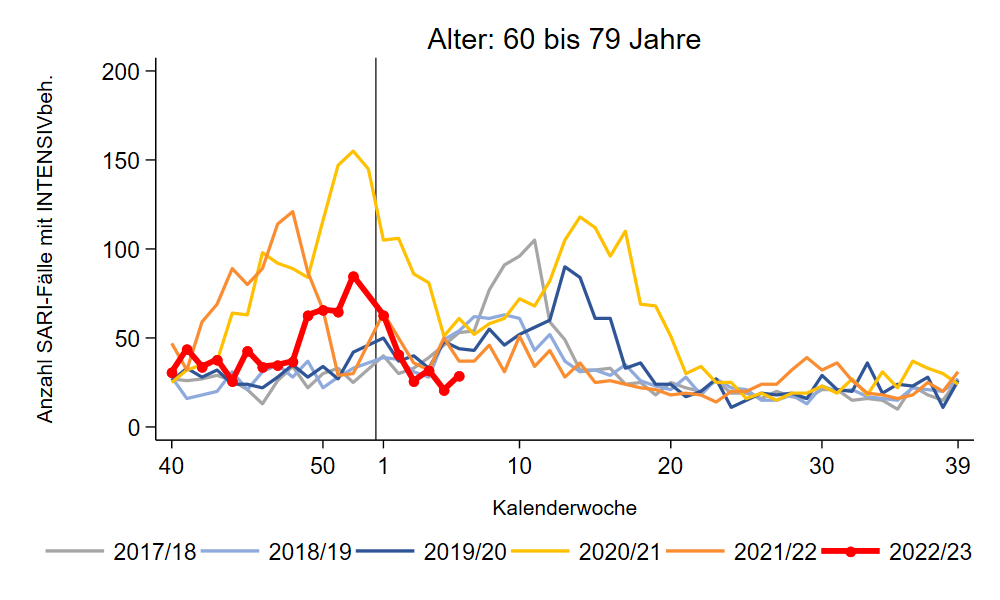 Alter: 60 bis 79 Jahre
Anzahl SARI-Fälle mit INTENSIVbeh.
200
150
100
50
0
40 50 1 10 20 30 39
Kalenderwoche
2017/18 2018/19 2019/20 2020/21 2021/22 2022/23